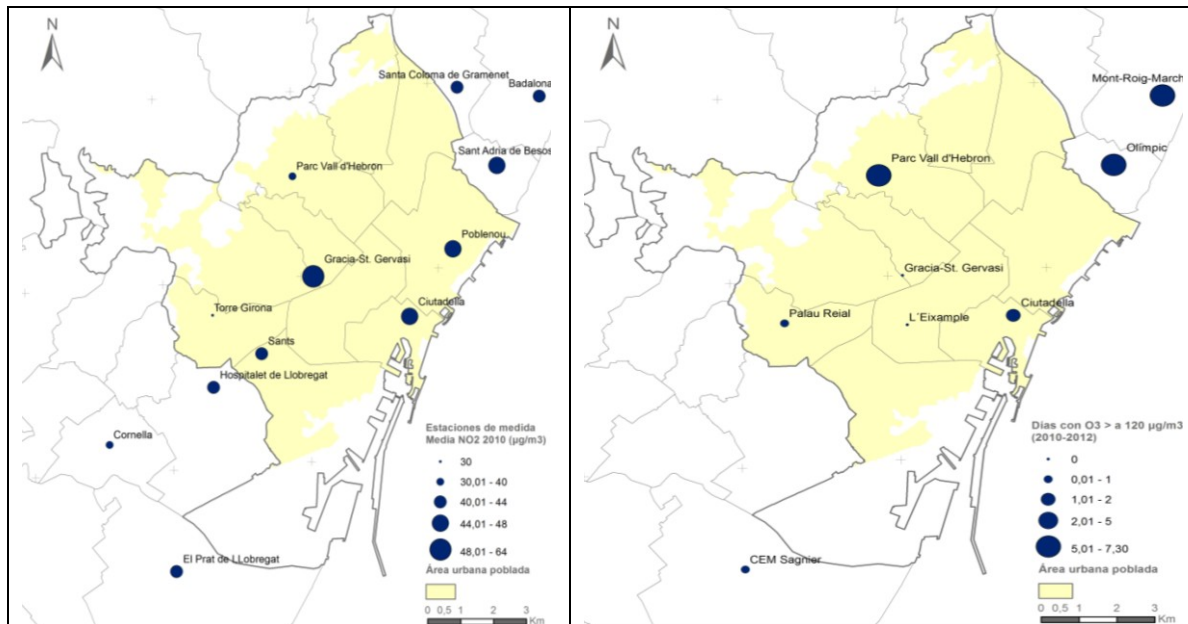 N
Santa Coloma de Gramenet
Badalona
Sant Adria de Besos
Parc Vall d'Hebron
Poblenou
Gracia-St. Gervasi
Torre Girona
Ciutadella
Sants
Hospitalet de Llobregat
Cornella
El Prat de LLobregat
Estaciones de medida
Media NO2 2010 (µg/m3)
30
30,01 - 40
40,01 - 44
44,01 - 48
48,01 - 64
Área urbana poblada
0 0,5 1 2 3
Km
N
Mont-Roig-March
Olímpic
Parc Vall d'Hebron
Gracia-St. Gervasi
Palau Reial
L´Eixample
Ciutadella
CEM Sagnier
Días con O3 > a 120 µg/m3
(2010-2012)
0
0,01 - 1
1,01 - 2
2,01 - 5
5,01 - 7,30
Área urbana poblada
0 0,5 1 2 3
Km